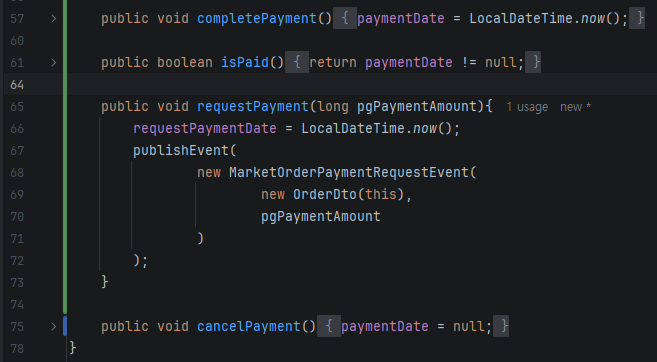 57 public void completePayment() { paymentDate = LocalDateTime.now(); }
60
61 public boolean isPaid() { return paymentDate != null; }
64
65 public void requestPayment(long pgPaymentAmount){ 1 usage new *
66 requestPaymentDate = LocalDateTime.now();
67 publishEvent(
68 new MarketOrderPaymentRequestEvent(
69 new OrderDto(this),
70 pgPaymentAmount
71 )
72 );
73 }
74
75 public void cancelPayment() { paymentDate = null; }
78 }